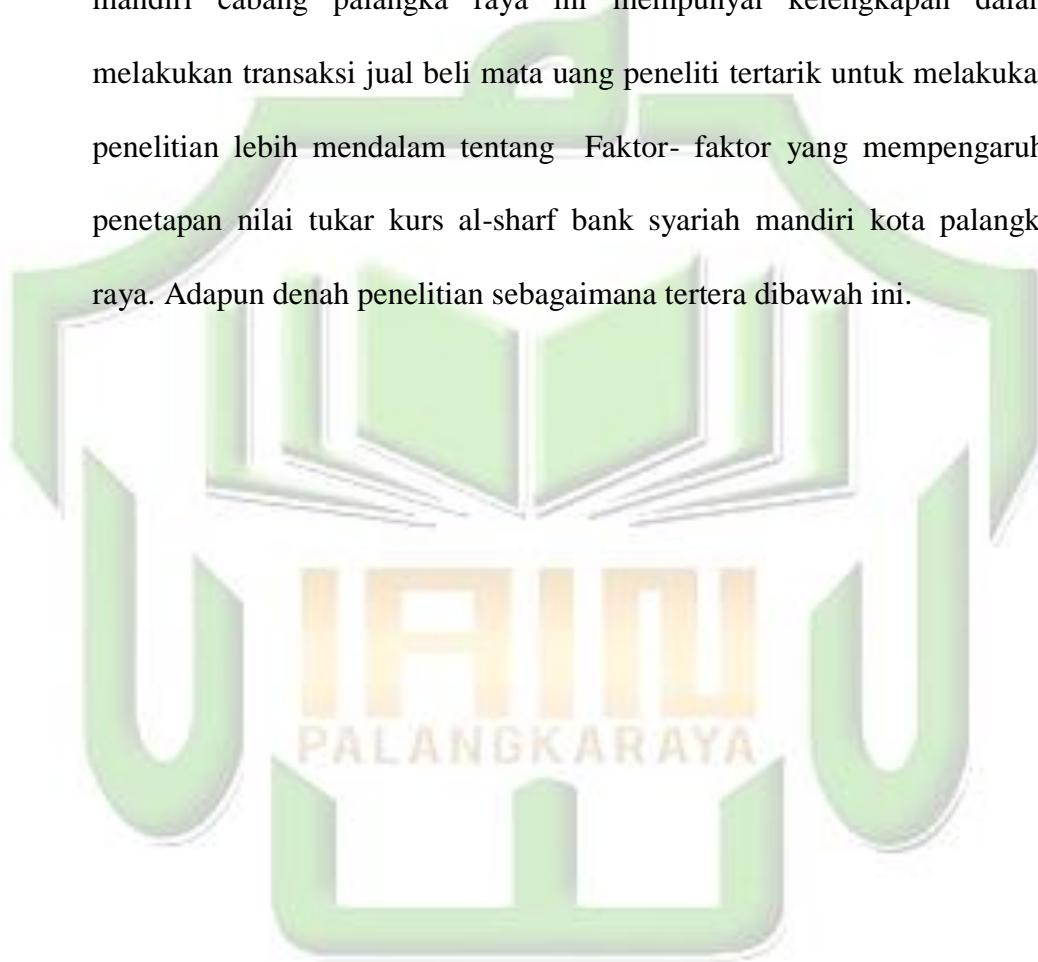 mandiri cabang palangka raya ini mempunyai kelengkapan dalam
melakukan transaksi jual beli mata uang peneliti tertarik untuk melakuka
penelitian lebih mendalam tentang Faktor- faktor yang mempengaruh
penetapan nilai tukar kurs al-sharf bank syariah mandiri kota palangk
raya. Adapun denah penelitian sebagaimana tertera dibawah ini.
IAIN
PALANGKARAYA